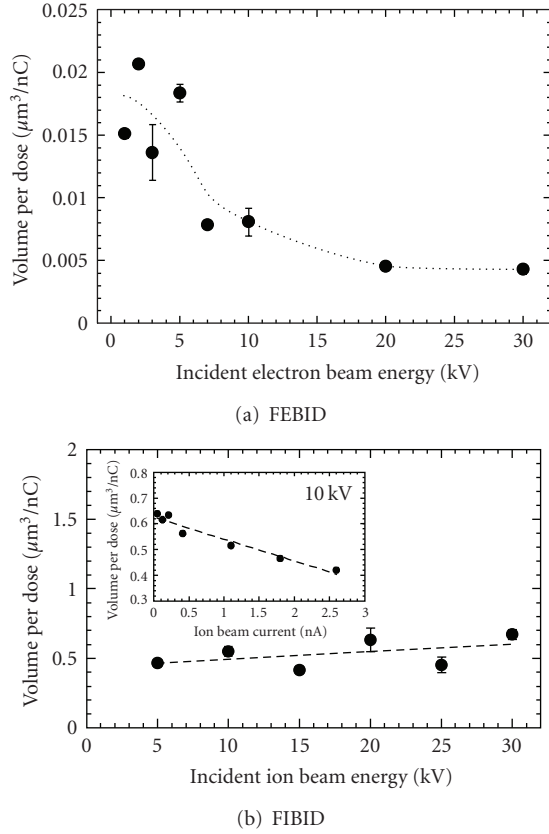 0.025
0.02
0.015
0.01
0.005
0
Volume per dose (μm³/nC)
0 5 10 15 20 25 30
Incident electron beam energy (kV)
(a) FEBID
2
1.5
1
0.5
0
Volume per dose (μm³/nC)
0.8
0.7
0.6
0.5
0.4
0.3
Volume per dose (μm³/nC)
10 kV
0 0.5 1 1.5 2 2.5 3
Ion beam current (nA)
0 5 10 15 20 25 30
Incident ion beam energy (kV)
(b) FIBID